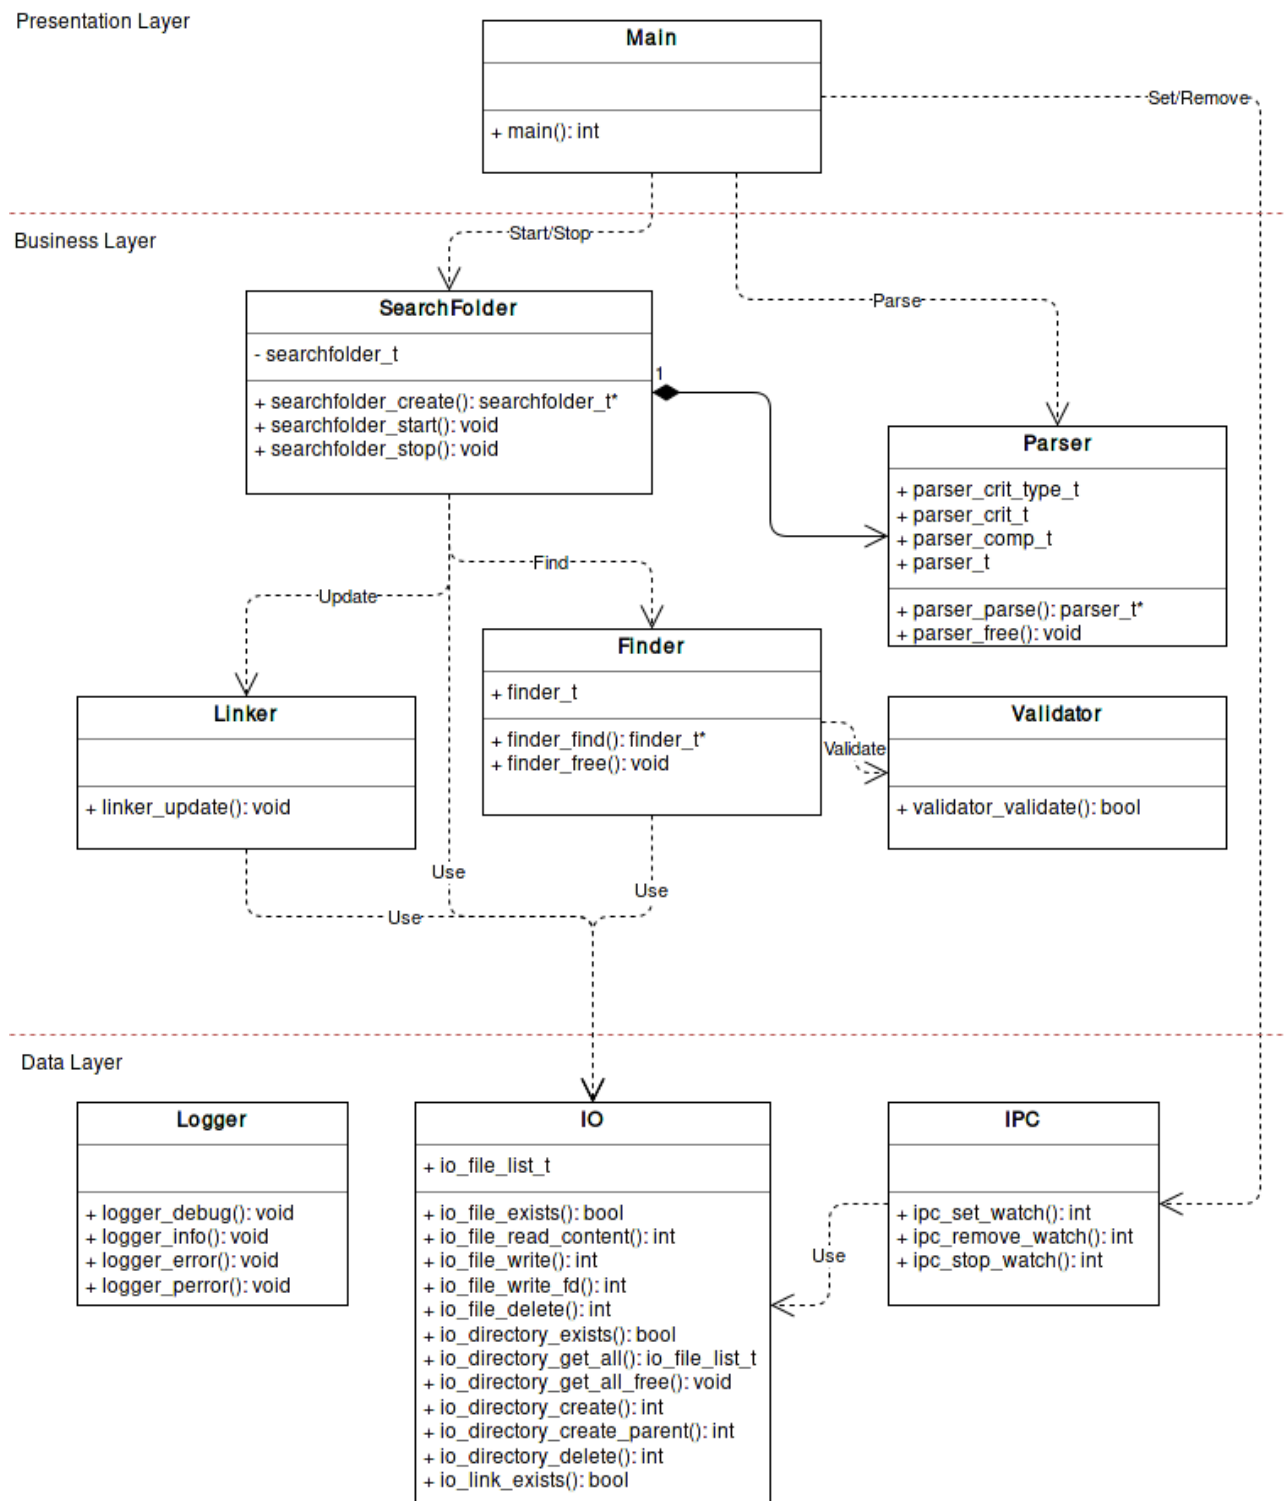 Presentation Layer
Main
+ main(): int
Set/Remove
Business Layer
Start/Stop
Parse
SearchFolder
- searchfolder_t
+ searchfolder_create(): searchfolder_t*
+ searchfolder_start(): void
+ searchfolder_stop(): void
1
Parser
+ parser_crit_type_t
+ parser_crit_t
+ parser_comp_t
+ parser_t
+ parser_parse(): parser_t*
+ parser_free(): void
Find
Update
Finder
+ finder_t
+ finder_find(): finder_t*
+ finder_free(): void
Validate
Linker
+ linker_update(): void
Validator
+ validator_validate(): bool
Use
Use
Use
Data Layer
Logger
+ logger_debug(): void
+ logger_info(): void
+ logger_error(): void
+ logger_perror(): void
IO
+ io_file_list_t
+ io_file_exists(): bool
+ io_file_read_content(): int
+ io_file_write(): int
+ io_file_write_fd(): int
+ io_file_delete(): int
+ io_directory_exists(): bool
+ io_directory_get_all(): io_file_list_t
+ io_directory_get_all_free(): void
+ io_directory_create(): int
+ io_directory_create_parent(): int
+ io_directory_delete(): int
+ io_link_exists(): bool
Use
IPC
+ ipc_set_watch(): int
+ ipc_remove_watch(): int
+ ipc_stop_watch(): int